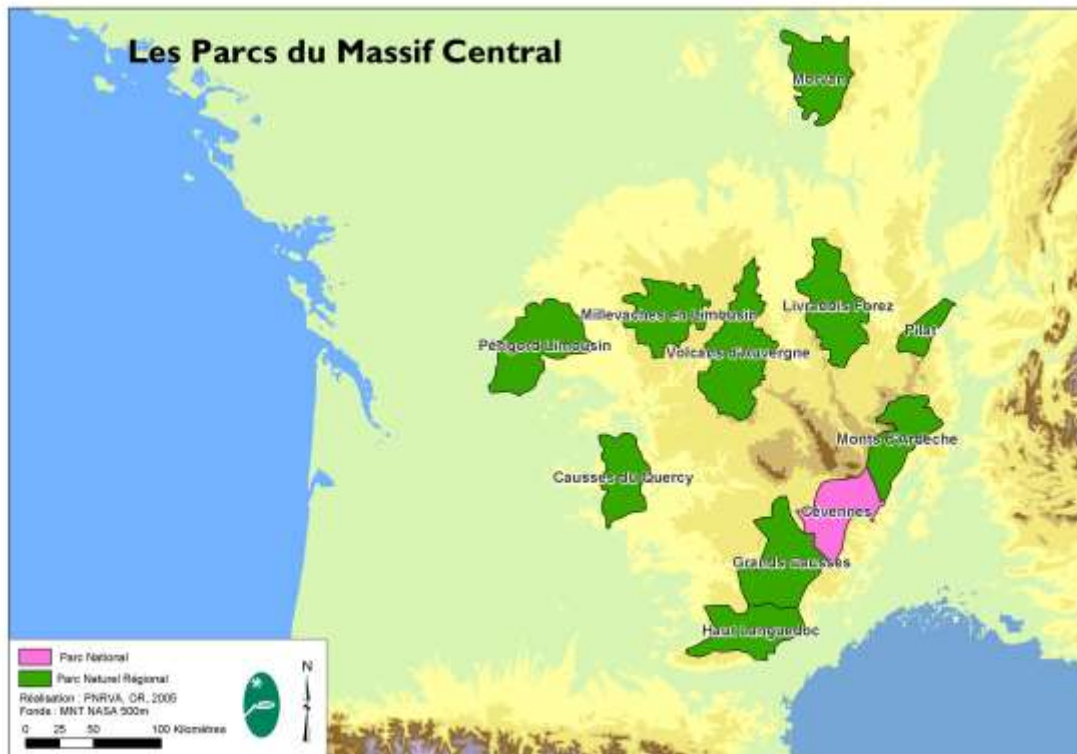 Les Parcs du Massif Central
Morvan
Livradois Forez
Millevaches en Limousin
Pilat
Périgord Limousin
Volcans d'Auvergne
Monts d'Ardèche
Causses du Quercy
Cévennes
Grands causses
Haut Languedoc
Parc National
Parc Naturel Régional
Réalisation : PNRVA, OR, 2005
Fonds : MNT NASA 500m
0 25 50 100 Kilomètres
N